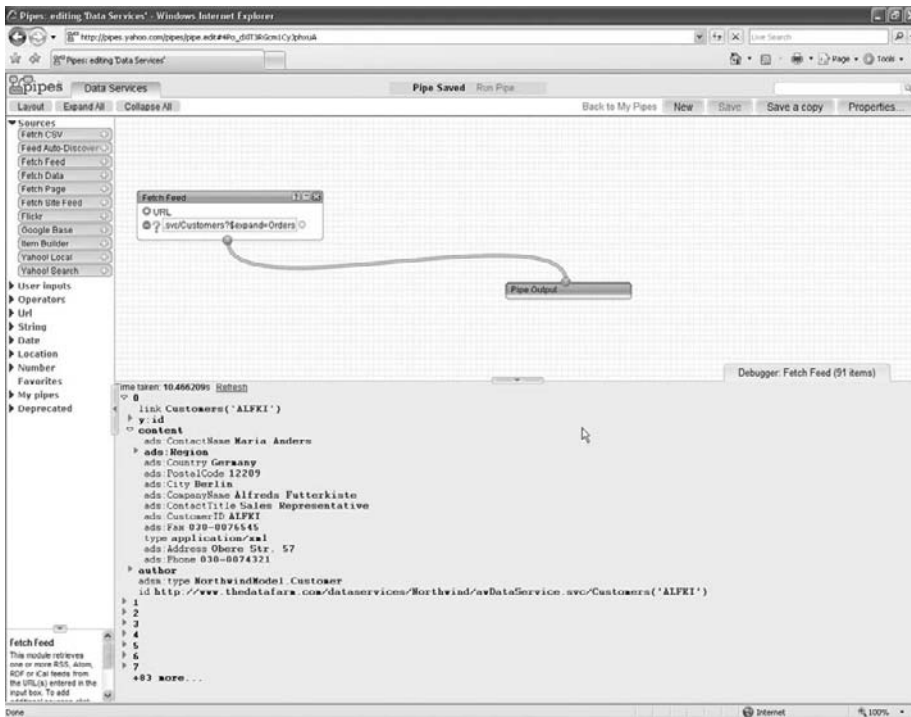 Pipes: editing 'Data Services' - Windows Internet Explorer
Live Search
Pipes: editing 'Data Services'
Page
Tools
pipes
Data Services
Pipe Saved
Run Pipe
Layout
Expand All
Collapse All
Back to My Pipes
New
Save
Save a copy
Properties...
Sources
Fetch CSV
Feed Auto-Discover
Fetch Feed
Fetch Data
Fetch Page
Fetch Site Feed
Flickr
Google Base
Item Builder
Yahoo! Local
Yahoo! Search
User inputs
Operators
Url
String
Date
Location
Number
Favorites
My pipes
Deprecated
Fetch Feed
URL
.svc/Customers?$expand=Orders
Pipe Output
Debugger: Fetch Feed (91 items)
Time taken: 10.466209s Refresh
0
link Customers('ALFKI')
y:id
content
ads:ContactName Maria Anders
ads:Region
ads:Country Germany
ads:PostalCode 12209
ads:City Berlin
ads:CompanyName Alfreds Futterkiste
ads:ContactTitle Sales Representative
ads:CustomerID ALFKI
ads:Fax 030-0076545
type application/xml
ads:Address Obere Str. 57
ads:Phone 030-0074321
author
adsm:type NorthwindModel.Customer
id http://www.thedatafarm.com/dataservices/Northwind/awDataService.svc/Customers('ALFKI')
1
2
3
4
5
6
7
+83 more...
Fetch Feed
This module retrieves
one or more RSS, Atom,
RDF or iCal feeds from
the URL(s) entered in the
input box. To add
Done
Internet
100%